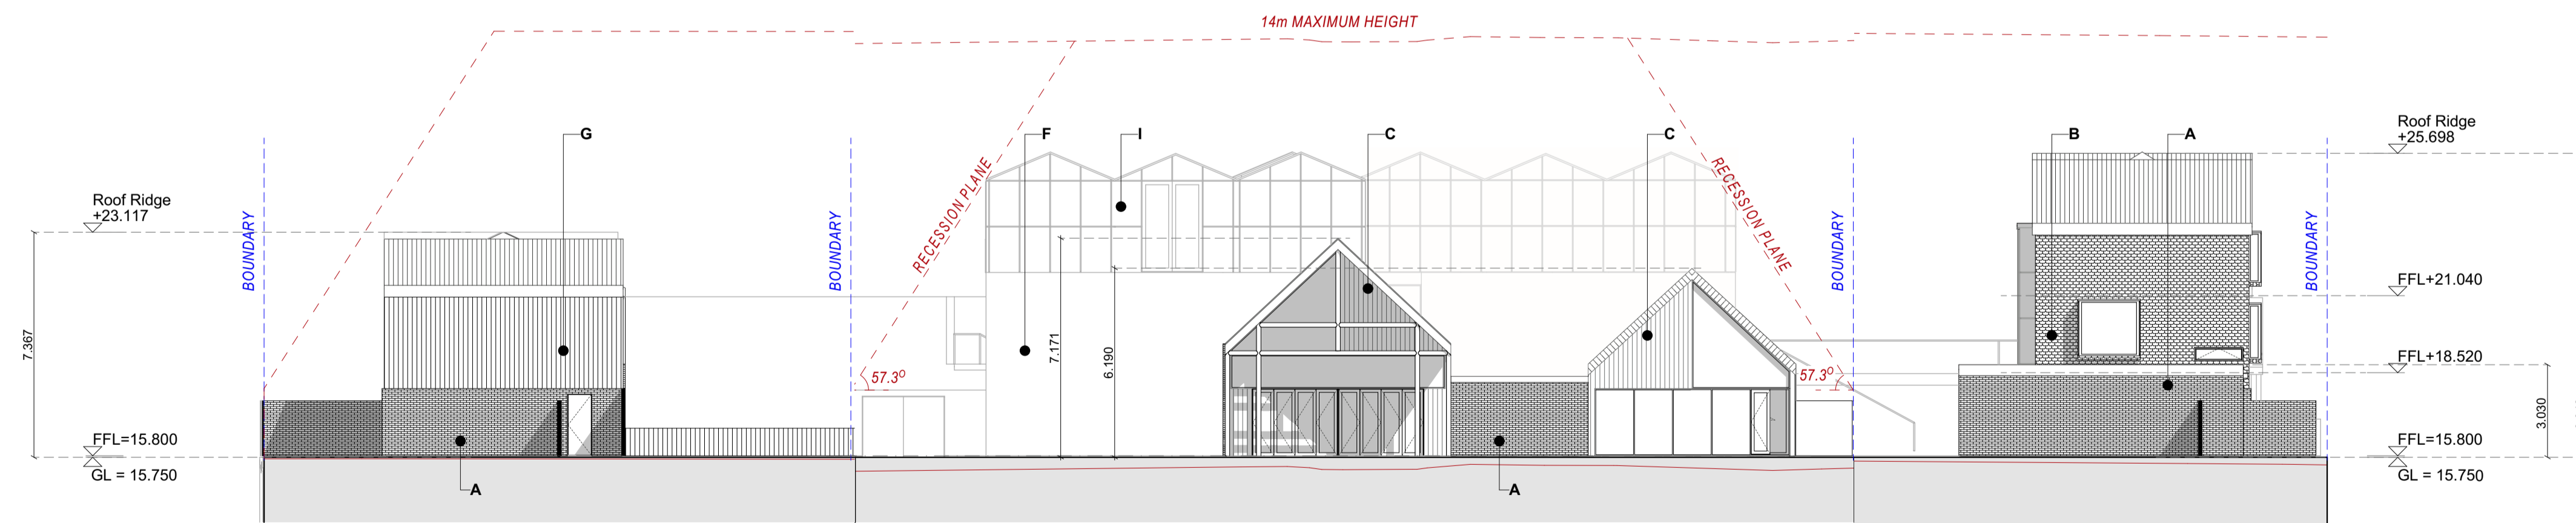 14m MAXIMUM HEIGHT
G
F
I
C
C
B
A
Roof Ridge
+25.698
Roof Ridge
+23.117
BOUNDARY
BOUNDARY
RECESSION PLANE
RECESSION PLANE
BOUNDARY
BOUNDARY
FFL+21.040
7.367
7.171
6.190
57.3°
57.3°
FFL+18.520
3.030
FFL=15.800
GL = 15.750
FFL=15.800
GL = 15.750
A
A